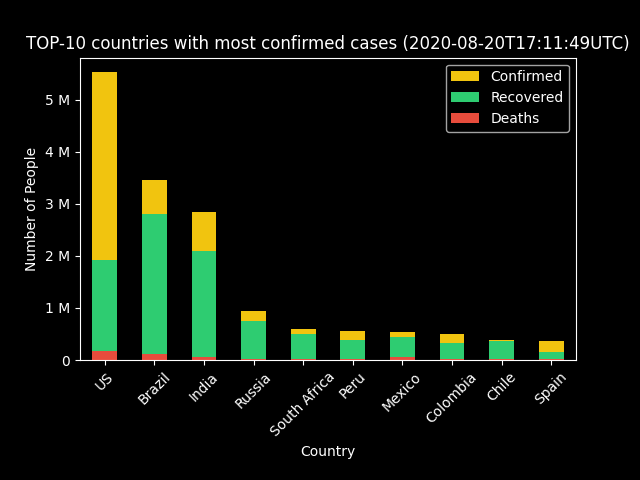 TOP-10 countries with most confirmed cases (2020-08-20T17:11:49UTC)
Confirmed
Recovered
Deaths
Number of People
5 M
4 M
3 M
2 M
1 M
0
US
Brazil
India
Russia
South Africa
Peru
Mexico
Colombia
Chile
Spain
Country